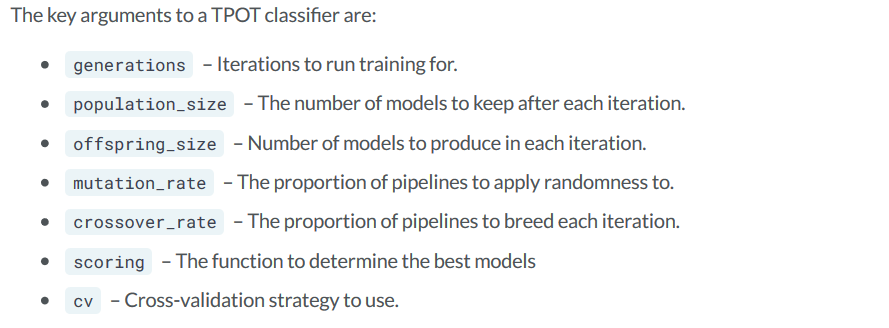 The key arguments to a TPOT classifier are:
• generations – Iterations to run training for.
• population_size – The number of models to keep after each iteration.
• offspring_size – Number of models to produce in each iteration.
• mutation_rate – The proportion of pipelines to apply randomness to.
• crossover_rate – The proportion of pipelines to breed each iteration.
• scoring – The function to determine the best models
• cv – Cross-validation strategy to use.